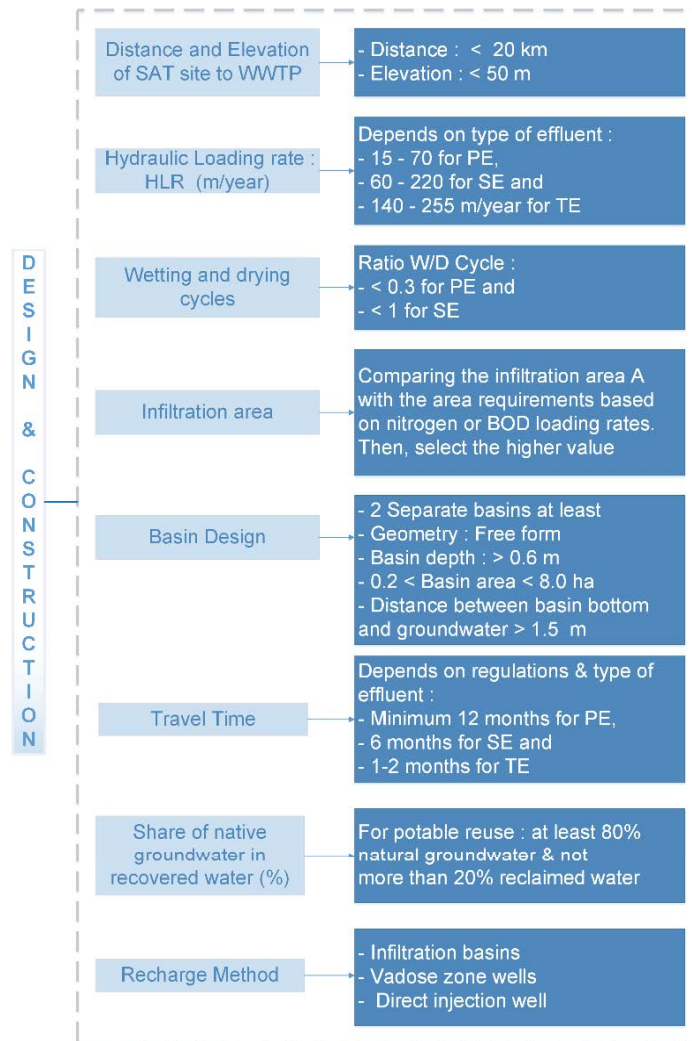 DESIGN & CONSTRUCTION
Distance and Elevation
of SAT site to WWTP
- Distance : < 20 km
- Elevation : < 50 m
Hydraulic Loading rate :
HLR (m/year)
Depends on type of effluent :
- 15 - 70 for PE,
- 60 - 220 for SE and
- 140 - 255 m/year for TE
Wetting and drying
cycles
Ratio W/D Cycle :
- < 0.3 for PE and
- < 1 for SE
Infiltration area
Comparing the infiltration area A
with the area requirements based
on nitrogen or BOD loading rates.
Then, select the higher value
Basin Design
- 2 Separate basins at least
- Geometry : Free form
- Basin depth : > 0.6 m
- 0.2 < Basin area < 8.0 ha
- Distance between basin bottom
and groundwater > 1.5 m
Travel Time
Depends on regulations & type of
effluent :
- Minimum 12 months for PE,
- 6 months for SE and
- 1-2 months for TE
Share of native
groundwater in
recovered water (%)
For potable reuse : at least 80%
natural groundwater & not
more than 20% reclaimed water
Recharge Method
- Infiltration basins
- Vadose zone wells
- Direct injection well